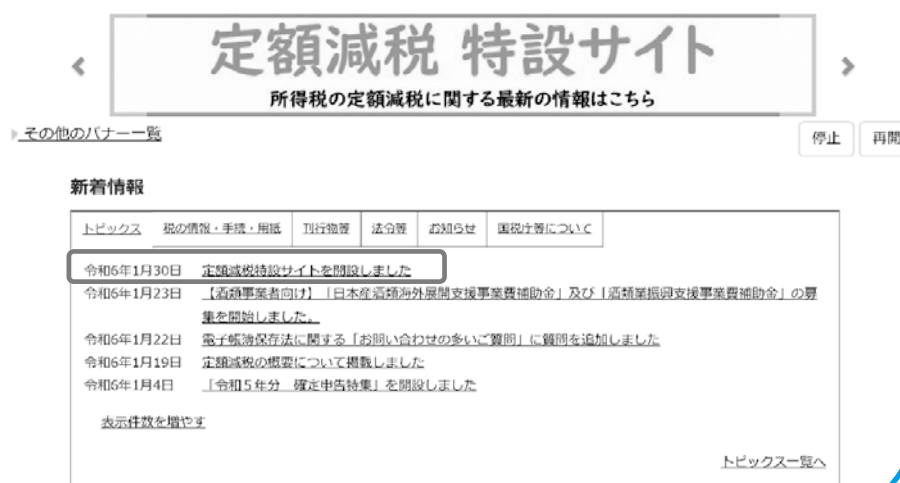 定額減税 特設サイト
所得税の定額減税に関する最新の情報はこちら
その他のバナー一覧
停止 再開
新着情報
トピックス 税の情報・手続・用紙 刊行物等 法令等 お知らせ 国税庁等について
令和6年1月30日 定額減税特設サイトを開設しました
令和6年1月23日 【酒類事業者向け】「日本産酒類海外展開支援事業費補助金」及び「酒類業振興支援事業費補助金」の募
集を開始しました。
令和6年1月22日 電子帳簿保存法に関する「お問い合わせの多いご質問」に質問を追加しました
令和6年1月19日 定額減税の概要について掲載しました
令和6年1月4日 「令和5年分 確定申告特集」を開設しました
表示件数を増やす
トピックス一覧へ